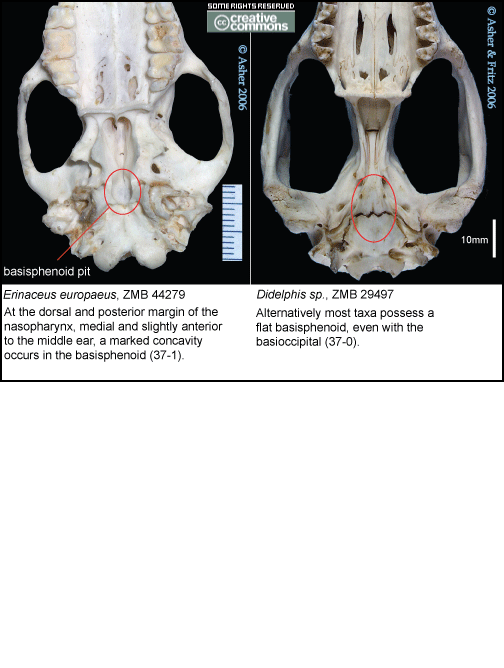 SOME RIGHTS RESERVED
cc creative commons
© Asher 2006
© Asher & Fritz 2006
10mm
basisphenoid pit
Erinaceus europaeus, ZMB 44279
At the dorsal and posterior margin of the
nasopharynx, medial and slightly anterior
to the middle ear, a marked concavity
occurs in the basisphenoid (37-1).
Didelphis sp., ZMB 29497
Alternatively most taxa possess a
flat basisphenoid, even with the
basioccipital (37-0).